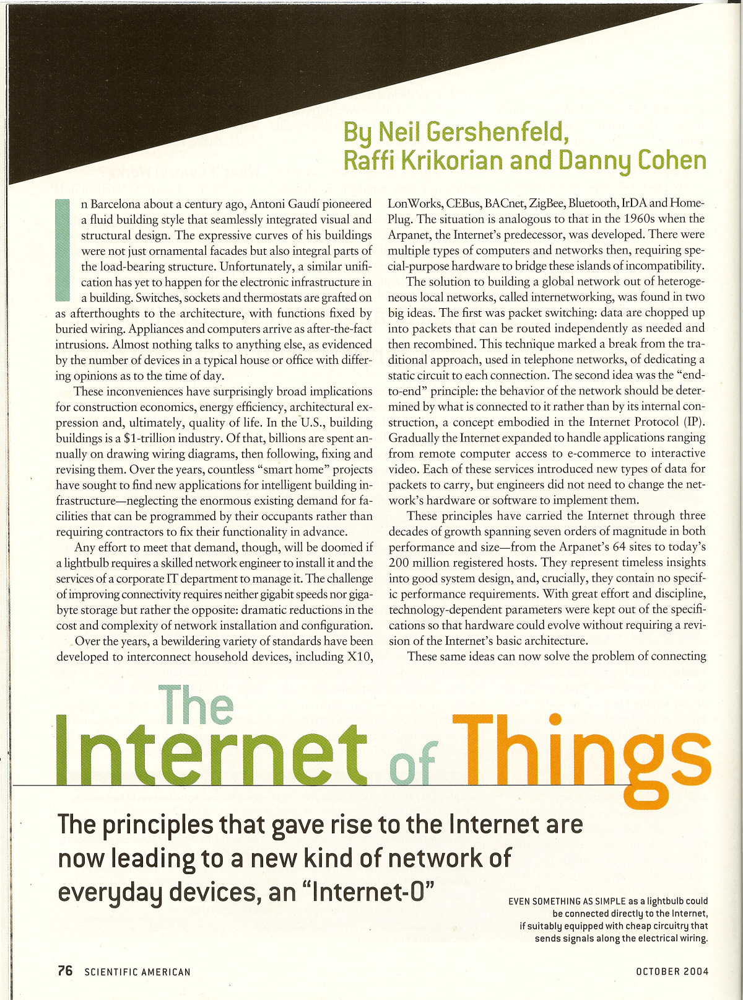 By Neil Gershenfeld,
Raffi Krikorian and Danny Cohen
In Barcelona about a century ago, Antoni Gaudí pioneered
a fluid building style that seamlessly integrated visual and
structural design. The expressive curves of his buildings
were not just ornamental facades but also integral parts of
the load-bearing structure. Unfortunately, a similar unifi-
cation has yet to happen for the electronic infrastructure in
a building. Switches, sockets and thermostats are grafted on
as afterthoughts to the architecture, with functions fixed by
buried wiring. Appliances and computers arrive as after-the-fact
intrusions. Almost nothing talks to anything else, as evidenced
by the number of devices in a typical house or office with differ-
ing opinions as to the time of day.
These inconveniences have surprisingly broad implications
for construction economics, energy efficiency, architectural ex-
pression and, ultimately, quality of life. In the U.S., building
buildings is a $1-trillion industry. Of that, billions are spent an-
nually on drawing wiring diagrams, then following, fixing and
revising them. Over the years, countless “smart home” projects
have sought to find new applications for intelligent building in-
frastructure—neglecting the enormous existing demand for fa-
cilities that can be programmed by their occupants rather than
requiring contractors to fix their functionality in advance.
Any effort to meet that demand, though, will be doomed if
a lightbulb requires a skilled network engineer to install it and the
services of a corporate IT department to manage it. The challenge
of improving connectivity requires neither gigabit speeds nor giga-
byte storage but rather the opposite: dramatic reductions in the
cost and complexity of network installation and configuration.
Over the years, a bewildering variety of standards have been
developed to interconnect household devices, including X10,
LonWorks, CEBus, BACnet, ZigBee, Bluetooth, IrDA and Home-
Plug. The situation is analogous to that in the 1960s when the
Arpanet, the Internet’s predecessor, was developed. There were
multiple types of computers and networks then, requiring spe-
cial-purpose hardware to bridge these islands of incompatibility.
The solution to building a global network out of heteroge-
neous local networks, called internetworking, was found in two
big ideas. The first was packet switching: data are chopped up
into packets that can be routed independently as needed and
then recombined. This technique marked a break from the tra-
ditional approach, used in telephone networks, of dedicating a
static circuit to each connection. The second idea was the “end-
to-end” principle: the behavior of the network should be deter-
mined by what is connected to it rather than by its internal con-
struction, a concept embodied in the Internet Protocol (IP).
Gradually the Internet expanded to handle applications ranging
from remote computer access to e-commerce to interactive
video. Each of these services introduced new types of data for
packets to carry, but engineers did not need to change the net-
work’s hardware or software to implement them.
These principles have carried the Internet through three
decades of growth spanning seven orders of magnitude in both
performance and size—from the Arpanet’s 64 sites to today’s
200 million registered hosts. They represent timeless insights
into good system design, and, crucially, they contain no specif-
ic performance requirements. With great effort and discipline,
technology-dependent parameters were kept out of the specifi-
cations so that hardware could evolve without requiring a revi-
sion of the Internet’s basic architecture.
These same ideas can now solve the problem of connecting
The
Internet of Things
The principles that gave rise to the Internet are
now leading to a new kind of network of
everyday devices, an “Internet-0”
EVEN SOMETHING AS SIMPLE as a lightbulb could
be connected directly to the Internet,
if suitably equipped with cheap circuitry that
sends signals along the electrical wiring.
76 SCIENTIFIC AMERICAN
OCTOBER 2004